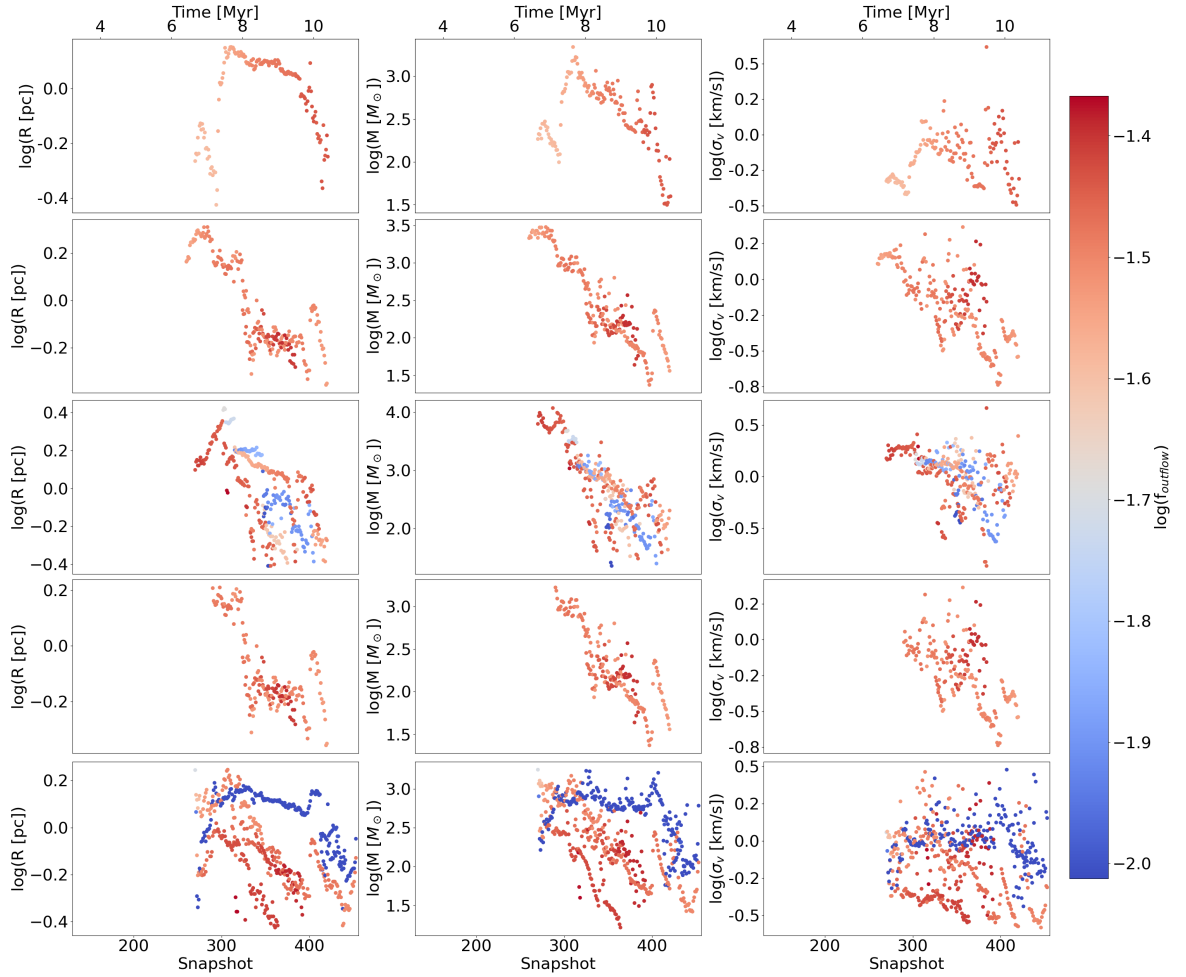 Time [Myr] Time [Myr] Time [Myr]
4 6 8 10 4 6 8 10 4 6 8 10
log(R [pc]) 0.0 −0.2 −0.4
log(M [M⊙]) 3.0 2.5 2.0 1.5
log(σv [km/s]) 0.5 0.2 0.0 -0.2 -0.5
log(R [pc]) 0.2 0.0 −0.2
log(M [M⊙]) 3.5 3.0 2.5 2.0 1.5
log(σv [km/s]) 0.2 0.0 -0.2 -0.5 -0.8
log(R [pc]) 0.4 0.2 0.0 −0.2 −0.4
log(M [M⊙]) 4.0 3.0 2.0
log(σv [km/s]) 0.5 0.0 -0.5
log(R [pc]) 0.2 0.0 −0.2
log(M [M⊙]) 3.0 2.5 2.0 1.5
log(σv [km/s]) 0.2 0.0 -0.2 -0.5 -0.8
log(R [pc]) 0.2 0.0 −0.2 −0.4
log(M [M⊙]) 3.0 2.5 2.0 1.5
log(σv [km/s]) 0.5 0.2 0.0 -0.2 -0.5
200 300 400 200 300 400 200 300 400
Snapshot Snapshot Snapshot
−1.4
−1.5
−1.6
−1.7
−1.8
−1.9
−2.0
log(foutflow)